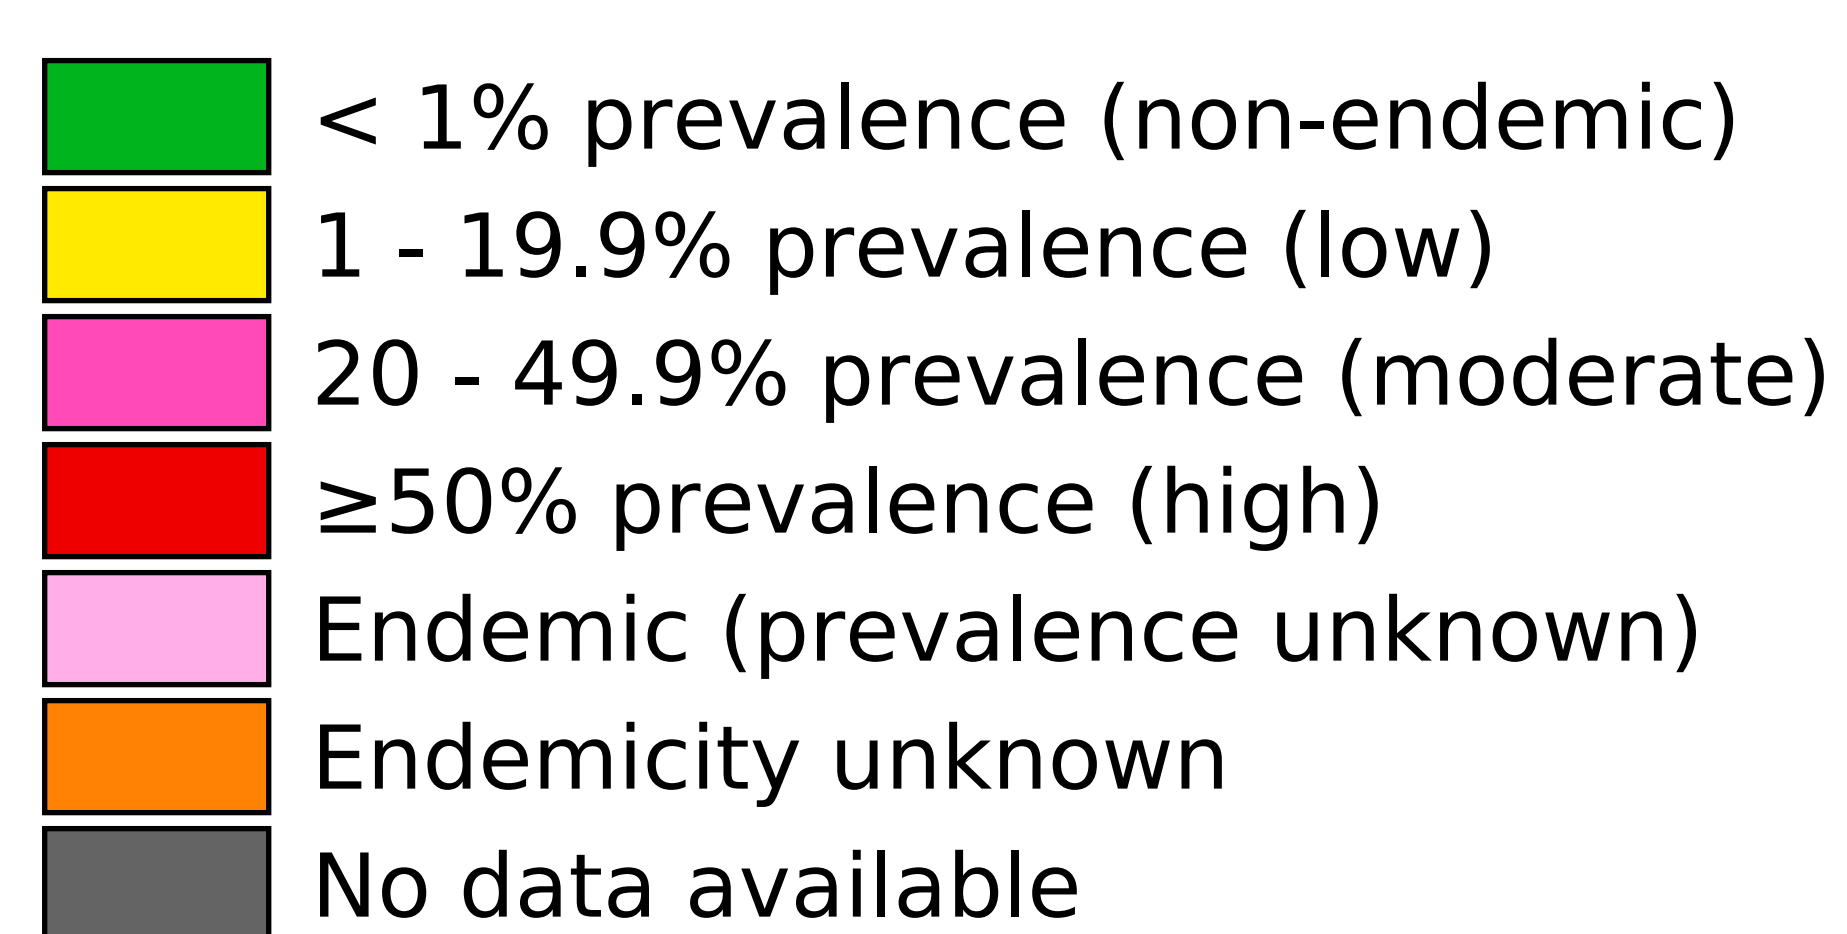 < 1% prevalence (non-endemic)
1 - 19.9% prevalence (low)
20 - 49.9% prevalence (moderate)
≥50% prevalence (high)
Endemic (prevalence unknown)
Endemicity unknown
No data available